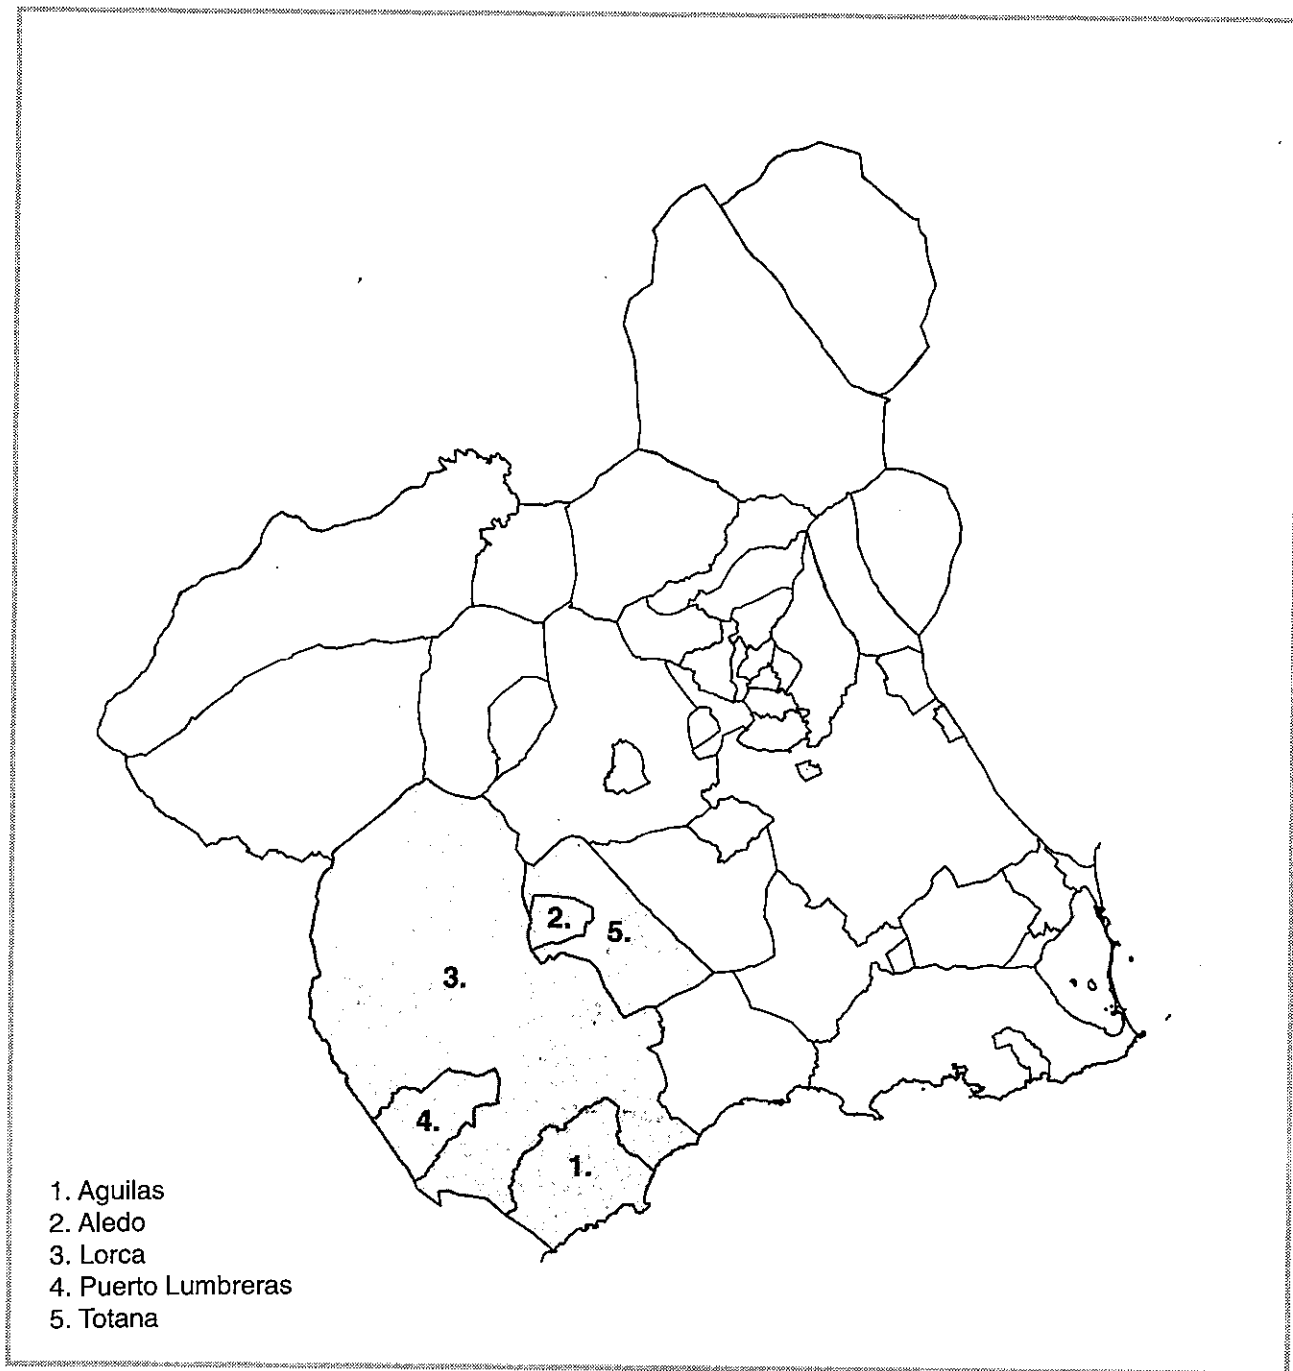 2.
5.
3.
4.
1.
1. Aguilas
2. Aledo
3. Lorca
4. Puerto Lumbreras
5. Totana